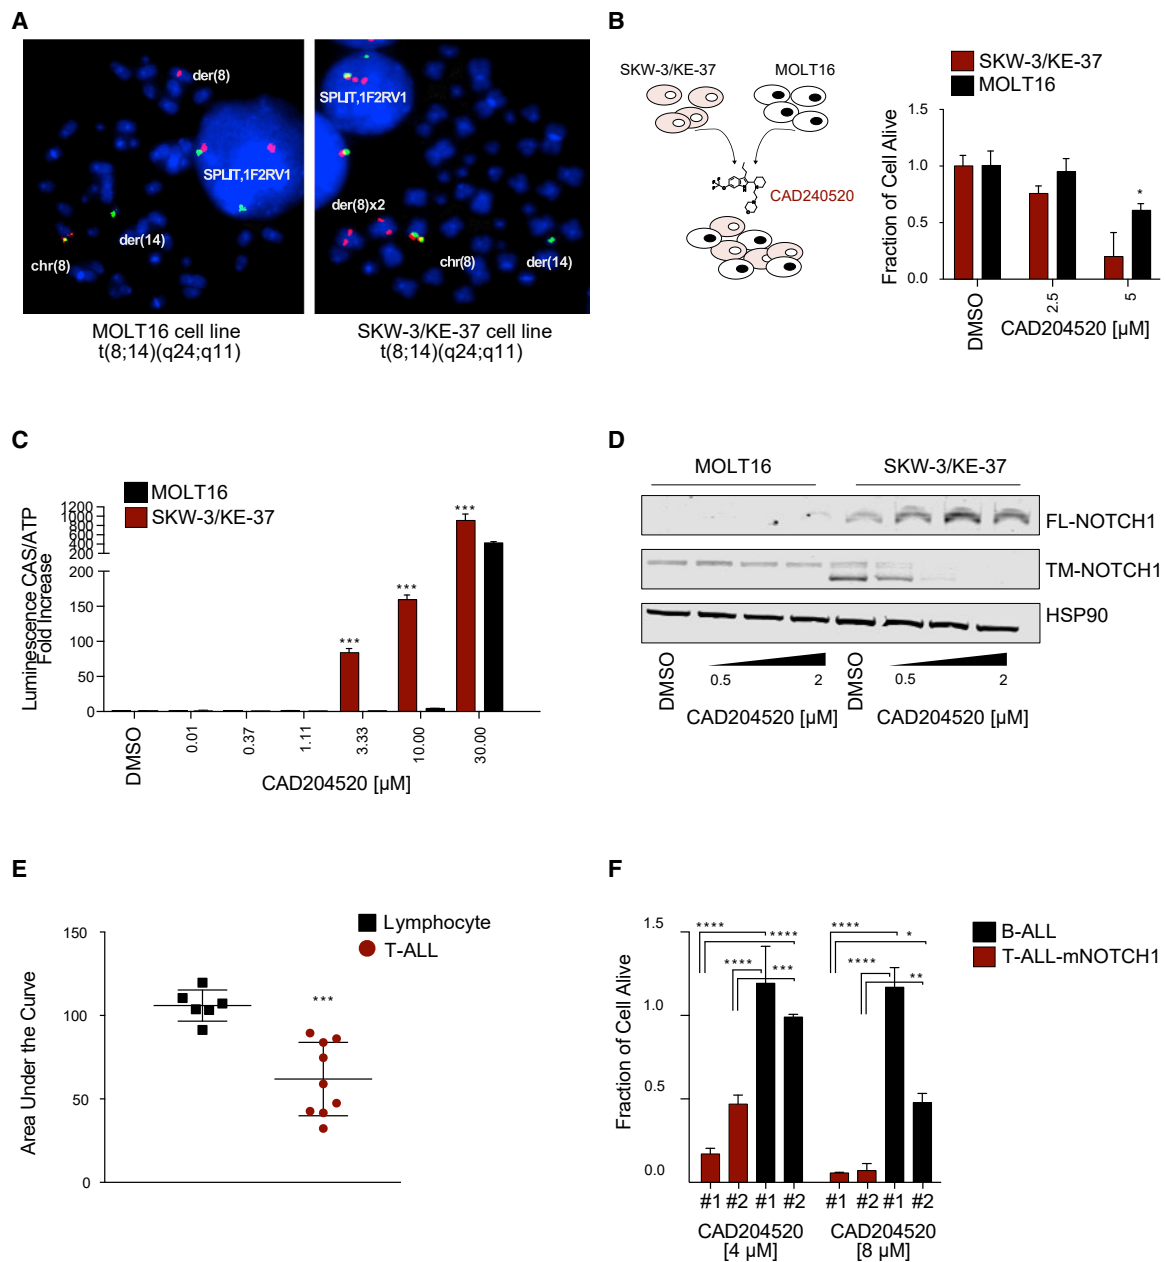 A
der(8)
SPLIT,1F2RV1
der(14)
chr(8)
MOLT16 cell line
t(8;14)(q24;q11)
SPLIT,1F2RV1
der(8)x2
chr(8)
der(14)
SKW-3/KE-37 cell line
t(8;14)(q24;q11)
B
SKW-3/KE-37
MOLT16
CAD240520
SKW-3/KE-37
MOLT16
Fraction of Cell Alive
1.5
1.0
0.5
0.0
*
DMSO
2.5
5
CAD204520 [µM]
C
MOLT16
SKW-3/KE-37
Luminescence CAS/ATP
Fold Increase
1200
1000
800
600
400
200
200
150
100
50
0
***
***
***
DMSO
0.01
0.37
1.11
3.33
10.00
30.00
CAD204520 [µM]
D
MOLT16
SKW-3/KE-37
FL-NOTCH1
TM-NOTCH1
HSP90
DMSO
0.5
2
DMSO
0.5
2
CAD204520 [µM]
CAD204520 [µM]
E
Lymphocyte
T-ALL
Area Under the Curve
150
100
50
0
***
F
B-ALL
T-ALL-mNOTCH1
Fraction of Cell Alive
1.5
1.0
0.5
0.0
****
****
****
***
****
*
****
**
#1 #2 #1 #2
#1 #2 #1 #2
CAD204520
[4 µM]
CAD204520
[8 µM]